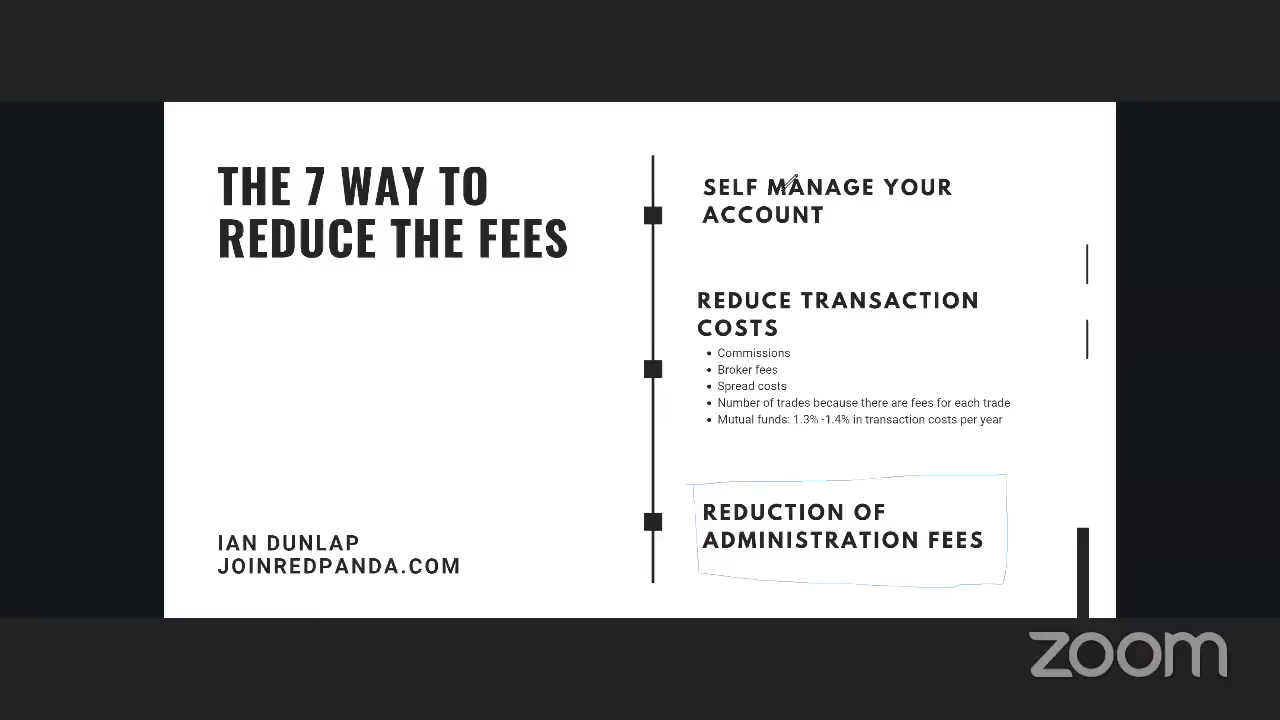 THE 7 WAY TO
REDUCE THE FEES
IAN DUNLAP
JOINREDPANDA.COM
SELF MANAGE YOUR
ACCOUNT
REDUCE TRANSACTION
COSTS
• Commissions
• Broker fees
• Spread costs
• Number of trades because there are fees for each trade
• Mutual funds: 1.3% -1.4% in transaction costs per year
REDUCTION OF
ADMINISTRATION FEES
zoom